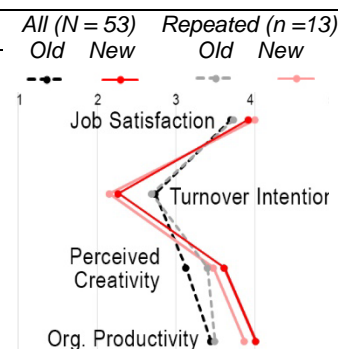 All (N = 53) Repeated (n =13)
Old New Old New
1 2 3 4
Job Satisfaction
Turnover Intention
Perceived
Creativity
Org. Productivity